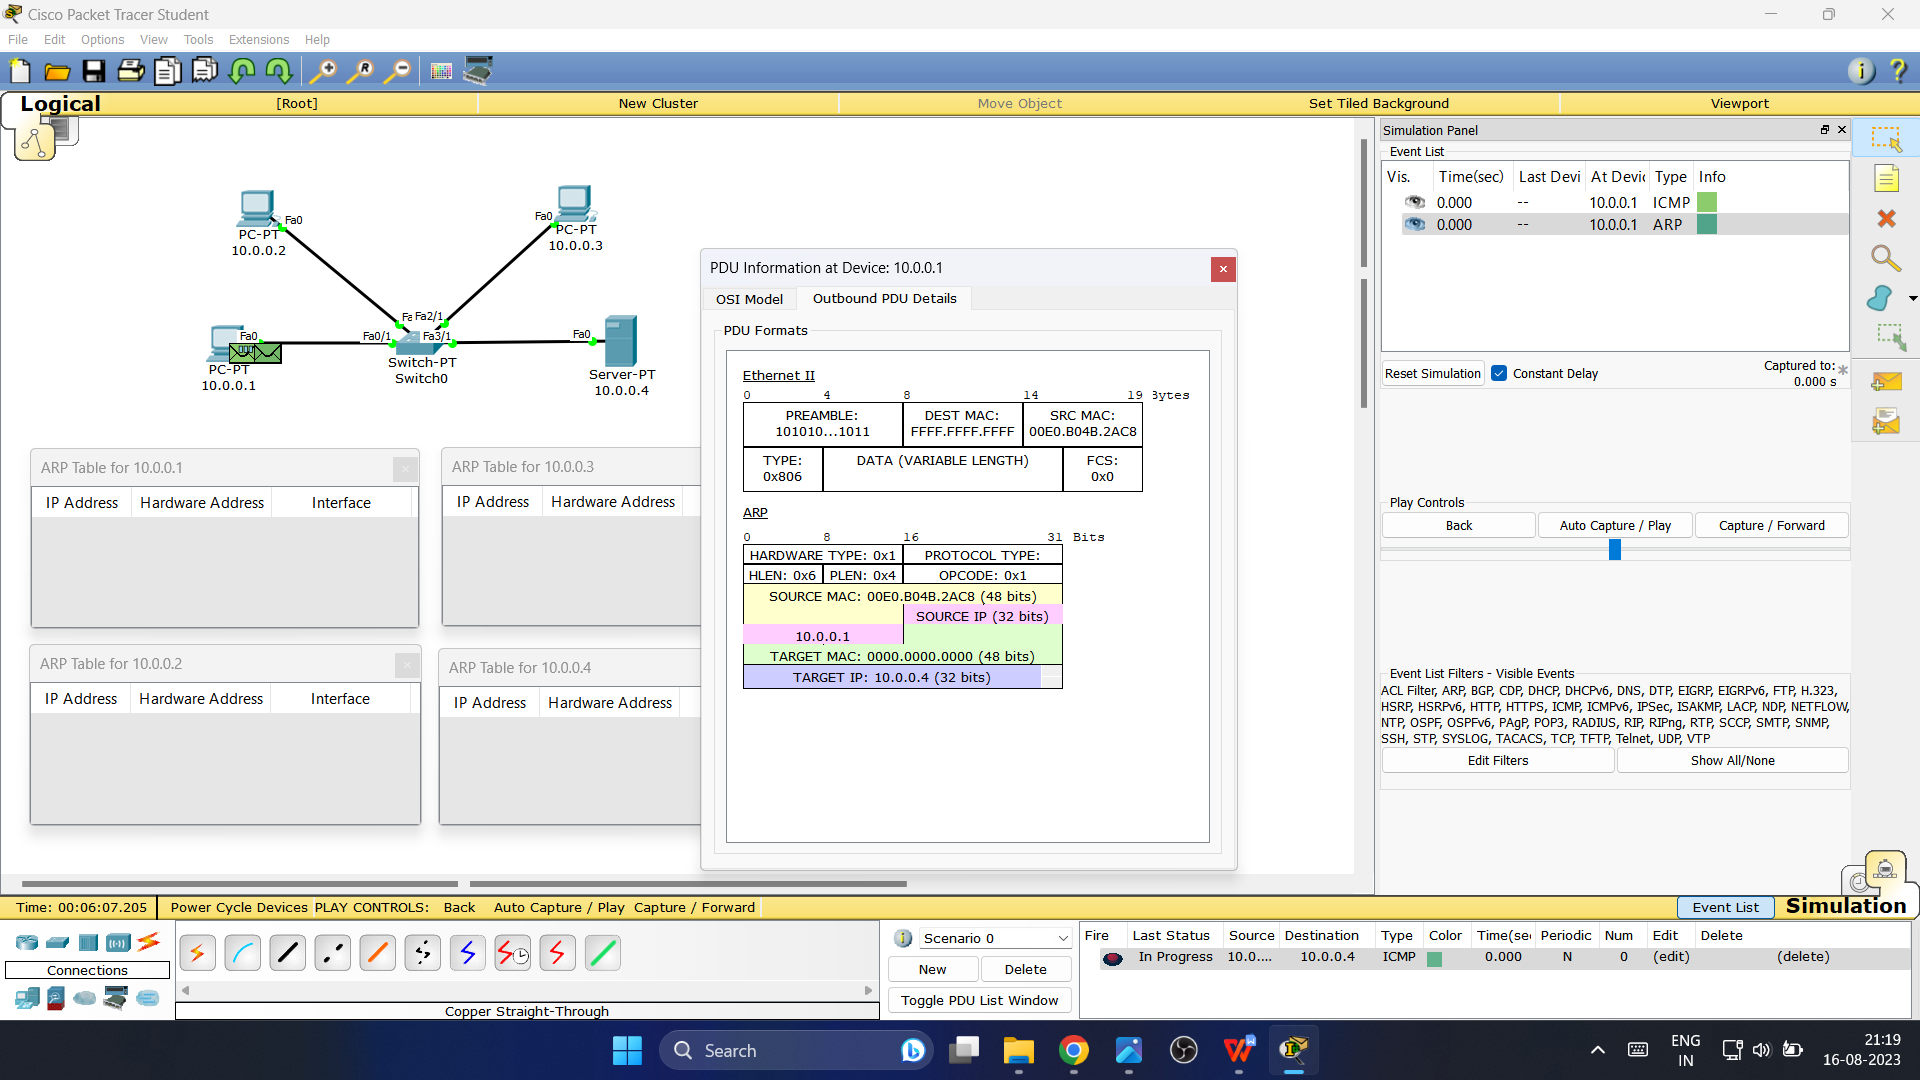 Cisco Packet Tracer Student
File Edit Options View Tools Extensions Help
Logical [Root] New Cluster Move Object Set Tiled Background Viewport
Fa0
PC-PT
10.0.0.2
Fa0
PC-PT
10.0.0.3
Fa Fa2/1
Fa0 Fa0/1 Fa3/1 Fa0
PC-PT
10.0.0.1
Switch-PT
Switch0
Server-PT
10.0.0.4
ARP Table for 10.0.0.1
IP Address Hardware Address Interface
ARP Table for 10.0.0.3
IP Address Hardware Address
ARP Table for 10.0.0.2
IP Address Hardware Address Interface
ARP Table for 10.0.0.4
IP Address Hardware Address
PDU Information at Device: 10.0.0.1
OSI Model Outbound PDU Details
PDU Formats
Ethernet II
0 4 8 14 19 Bytes
PREAMBLE: DEST MAC: SRC MAC:
101010...1011 FFFF.FFFF.FFFF 00E0.B04B.2AC8
TYPE: DATA (VARIABLE LENGTH) FCS:
0x806 0x0
ARP
0 8 16 31 Bits
HARDWARE TYPE: 0x1 PROTOCOL TYPE:
HLEN: 0x6 PLEN: 0x4 OPCODE: 0x1
SOURCE MAC: 00E0.B04B.2AC8 (48 bits)
SOURCE IP (32 bits)
10.0.0.1
TARGET MAC: 0000.0000.0000 (48 bits)
TARGET IP: 10.0.0.4 (32 bits)
Simulation Panel
Event List
Vis. Time(sec) Last Devi At Devic Type Info
0.000 -- 10.0.0.1 ICMP
0.000 -- 10.0.0.1 ARP
Reset Simulation Constant Delay Captured to: *
0.000 s
Play Controls
Back Auto Capture / Play Capture / Forward
Event List Filters - Visible Events
ACL Filter, ARP, BGP, CDP, DHCP, DHCPv6, DNS, DTP, EIGRP, EIGRPv6, FTP, H.323,
HSRP, HSRPv6, HTTP, HTTPS, ICMP, ICMPv6, IPSec, ISAKMP, LACP, NDP, NETFLOW,
NTP, OSPF, OSPFv6, PAgP, POP3, RADIUS, RIP, RIPng, RTP, SCCP, SMTP, SNMP,
SSH, STP, SYSLOG, TACACS, TCP, TFTP, Telnet, UDP, VTP
Edit Filters Show All/None
Time: 00:06:07.205 Power Cycle Devices PLAY CONTROLS: Back Auto Capture / Play Capture / Forward Event List Simulation
Connections
Copper Straight-Through
Scenario 0
New Delete
Toggle PDU List Window
Fire Last Status Source Destination Type Color Time(sec Periodic Num Edit Delete
In Progress 10.0.... 10.0.0.4 ICMP 0.000 N 0 (edit) (delete)
Search
ENG
IN
21:19
16-08-2023